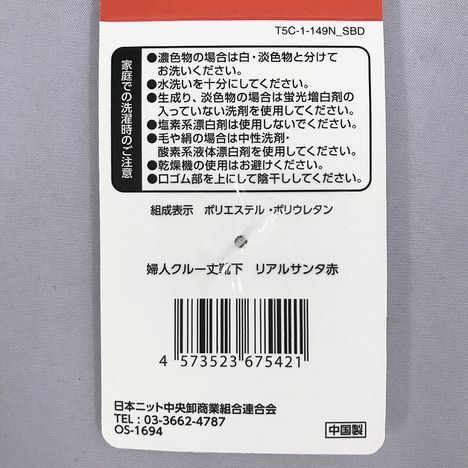 T5C-1-149N_SBD
家庭での洗濯時のご注意
●濃色物の場合は白・淡色物と分けて
お洗いください。
●水洗いを十分にしてください。
●生成り、淡色物の場合は蛍光増白剤の
入っていない洗剤を使用してください。
●塩素系漂白剤は使用しないでください。
●毛や絹の場合は中性洗剤・
酸素系液体漂白剤を使用してください。
●乾燥機の使用はお避けください。
●口ゴム部を上にして陰干ししてください。
組成表示 ポリエステル・ポリウレタン
婦人クルー丈靴下 リアルサンタ赤
4 573523 675421
日本ニット中央卸商業組合連合会
TEL : 03-3662-4787
OS-1694
中国製